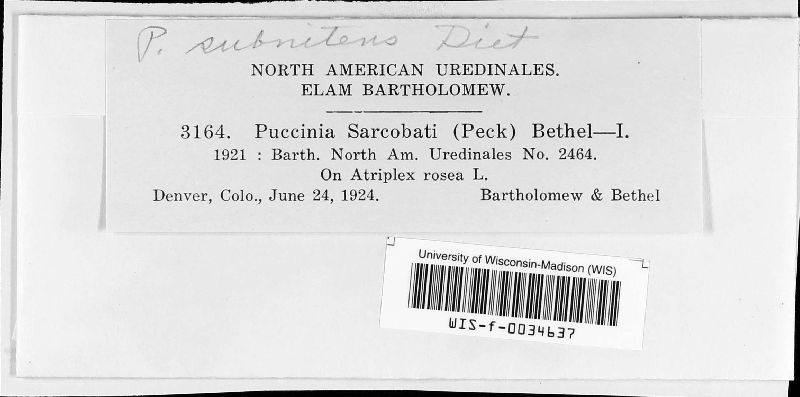 P. subnitens Diet
NORTH AMERICAN UREDINALES.
ELAM BARTHOLOMEW.
3164. Puccinia Sarcobati (Peck) Bethel—I.
1921 : Barth. North Am. Uredinales No. 2464.
On Atriplex rosea L.
Denver, Colo., June 24, 1924. Bartholomew & Bethel
University of Wisconsin-Madison (WIS)
WIS-f-0034637